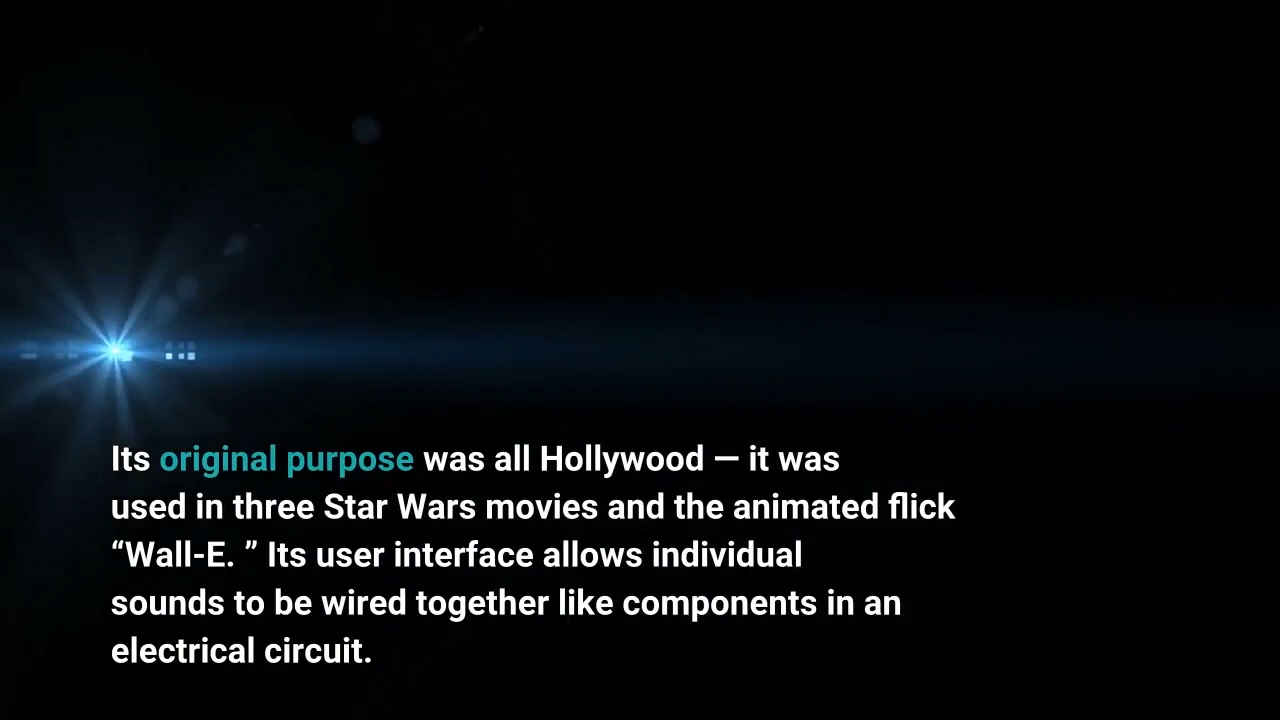 Its original purpose was all Hollywood — it was
used in three Star Wars movies and the animated flick
“Wall-E. ” Its user interface allows individual
sounds to be wired together like components in an
electrical circuit.